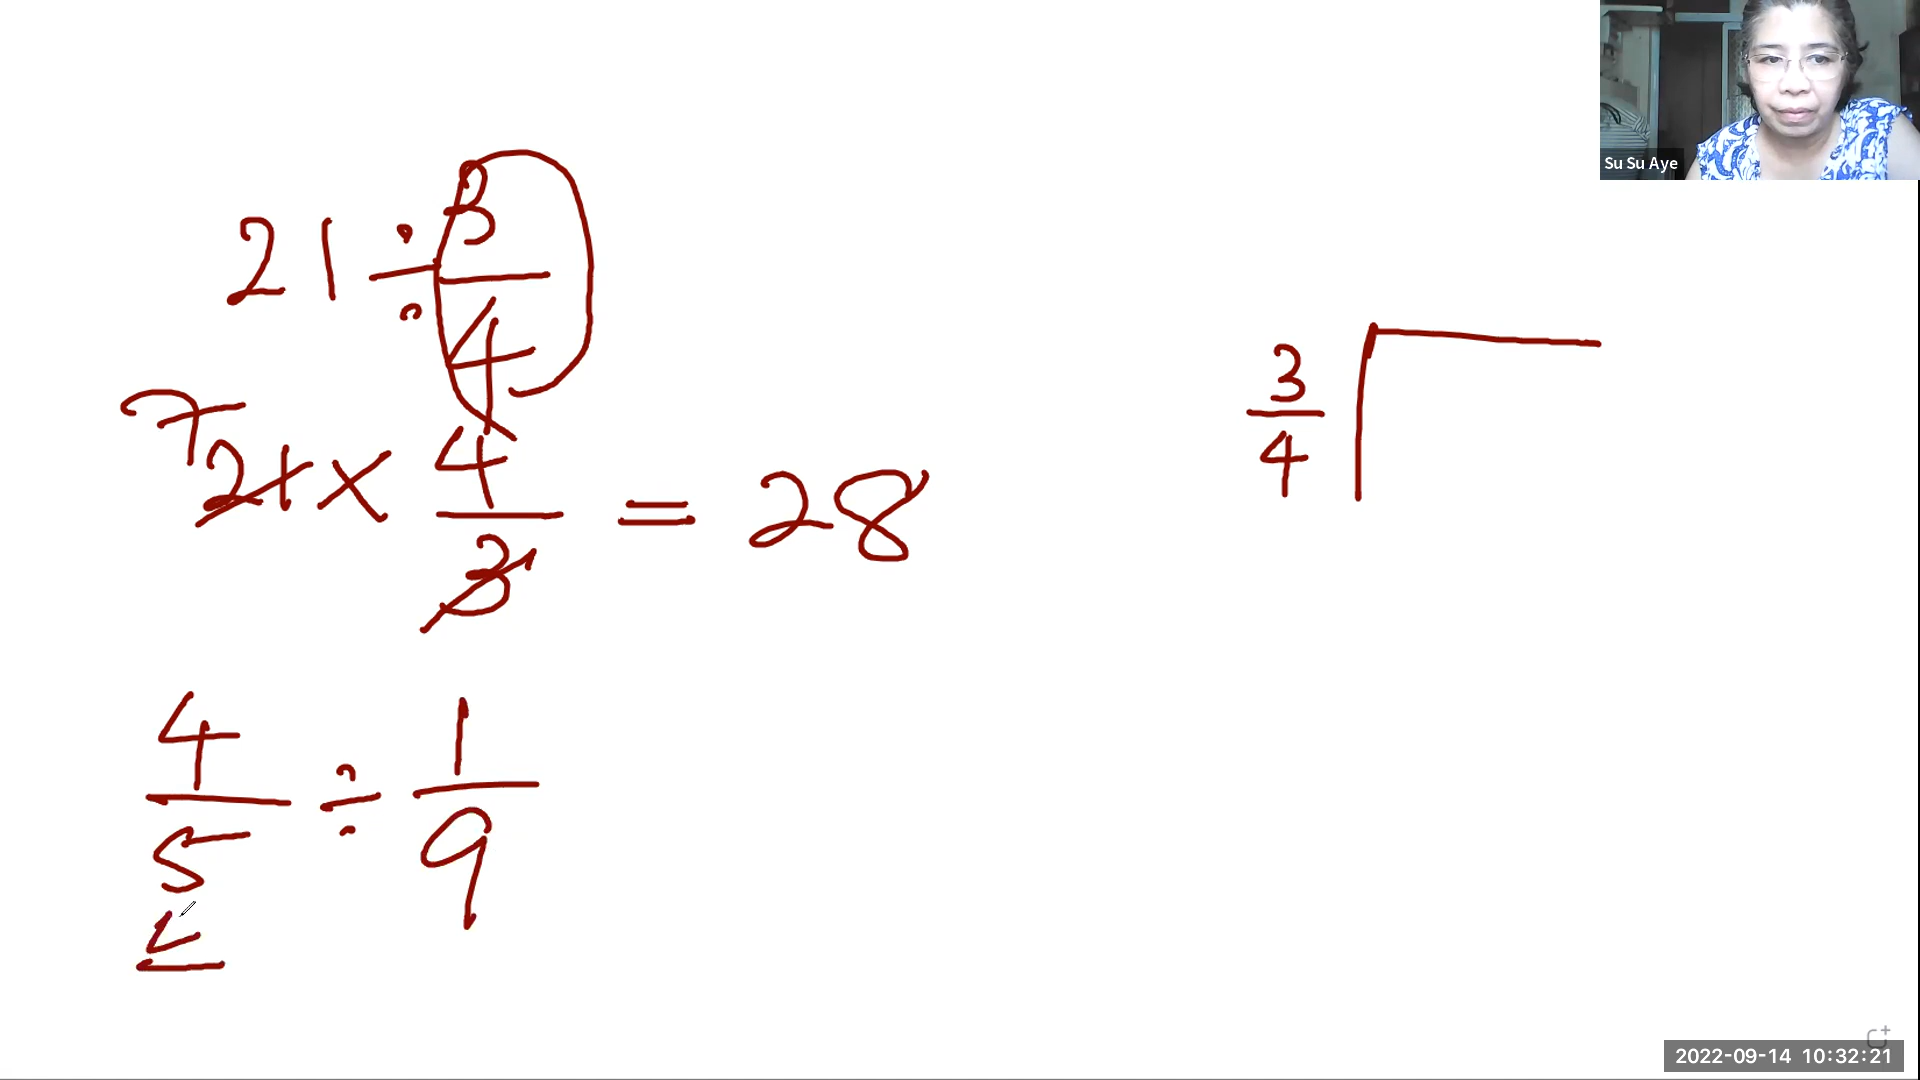 Su Su Aye
21 ÷ 3/4
7
21 × 4/3 = 28
3/4
4/5 ÷ 1/9
2022-09-14 10:32:21